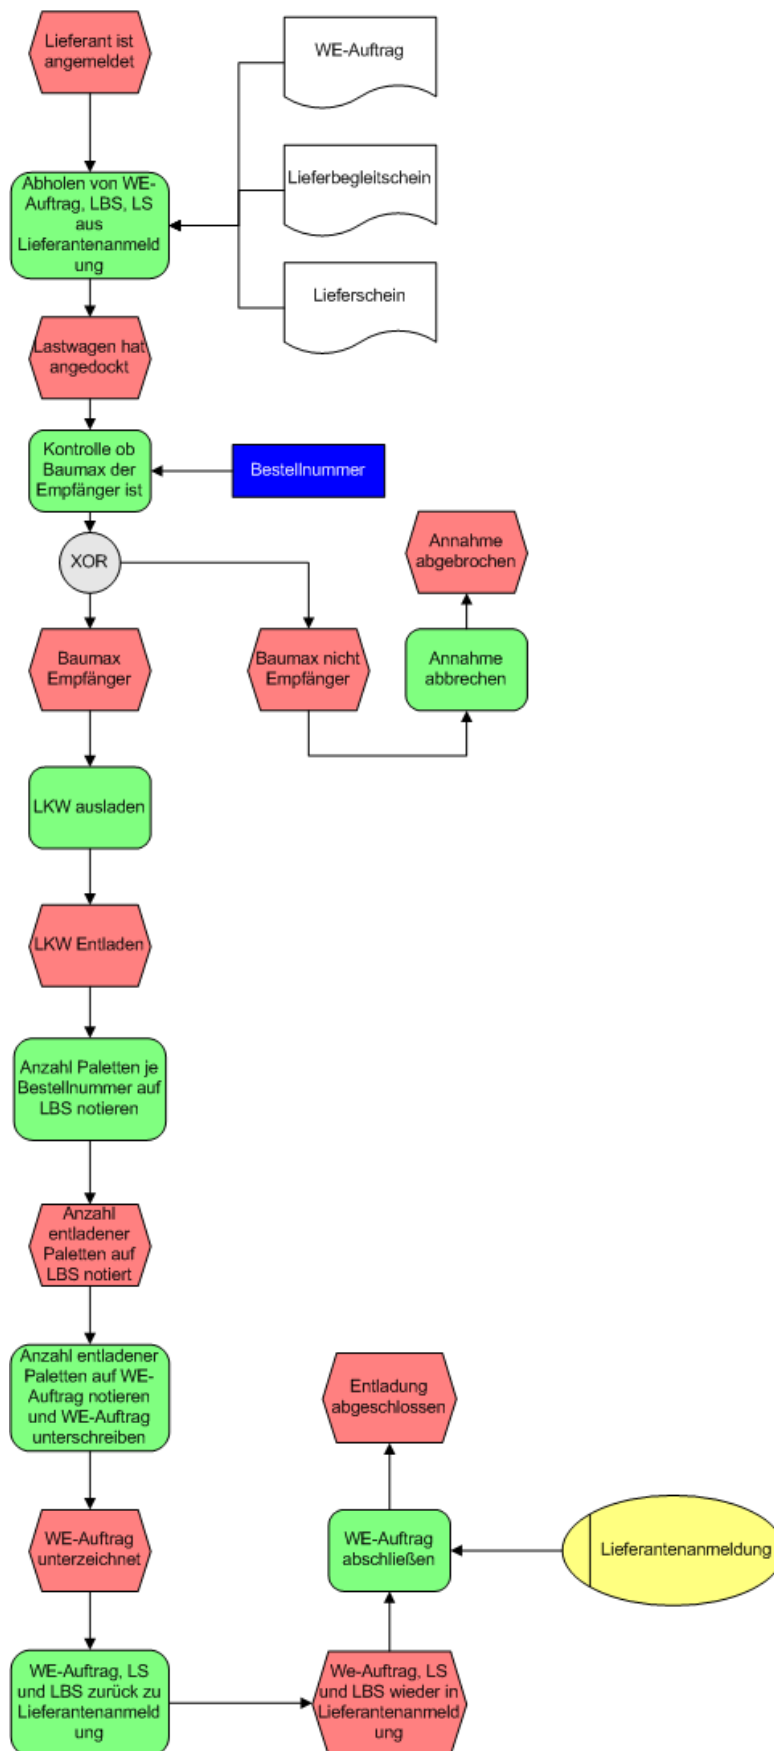 Lieferant ist
angemeldet
WE-Auftrag
Abholen von WE-
Auftrag, LBS, LS
aus
Lieferantenanmeld
ung
Lieferbegleitschein
Lieferschein
Lastwagen hat
angedockt
Kontrolle ob
Baumax der
Empfänger ist
Bestellnummer
XOR
Annahme
abgebrochen
Baumax
Empfänger
Baumax nicht
Empfänger
Annahme
abbrechen
LKW ausladen
LKW Entladen
Anzahl Paletten je
Bestellnummer auf
LBS notieren
Anzahl
entladener
Paletten auf
LBS notiert
Anzahl entladener
Paletten auf WE-
Auftrag notieren
und WE-Auftrag
unterschreiben
Entladung
abgeschlossen
WE-Auftrag
unterzeichnet
WE-Auftrag
abschließen
Lieferantenanmeldung
WE-Auftrag, LS
und LBS zurück zu
Lieferantenanmeld
ung
We-Auftrag, LS
und LBS wieder in
Lieferantenanmeld
ung